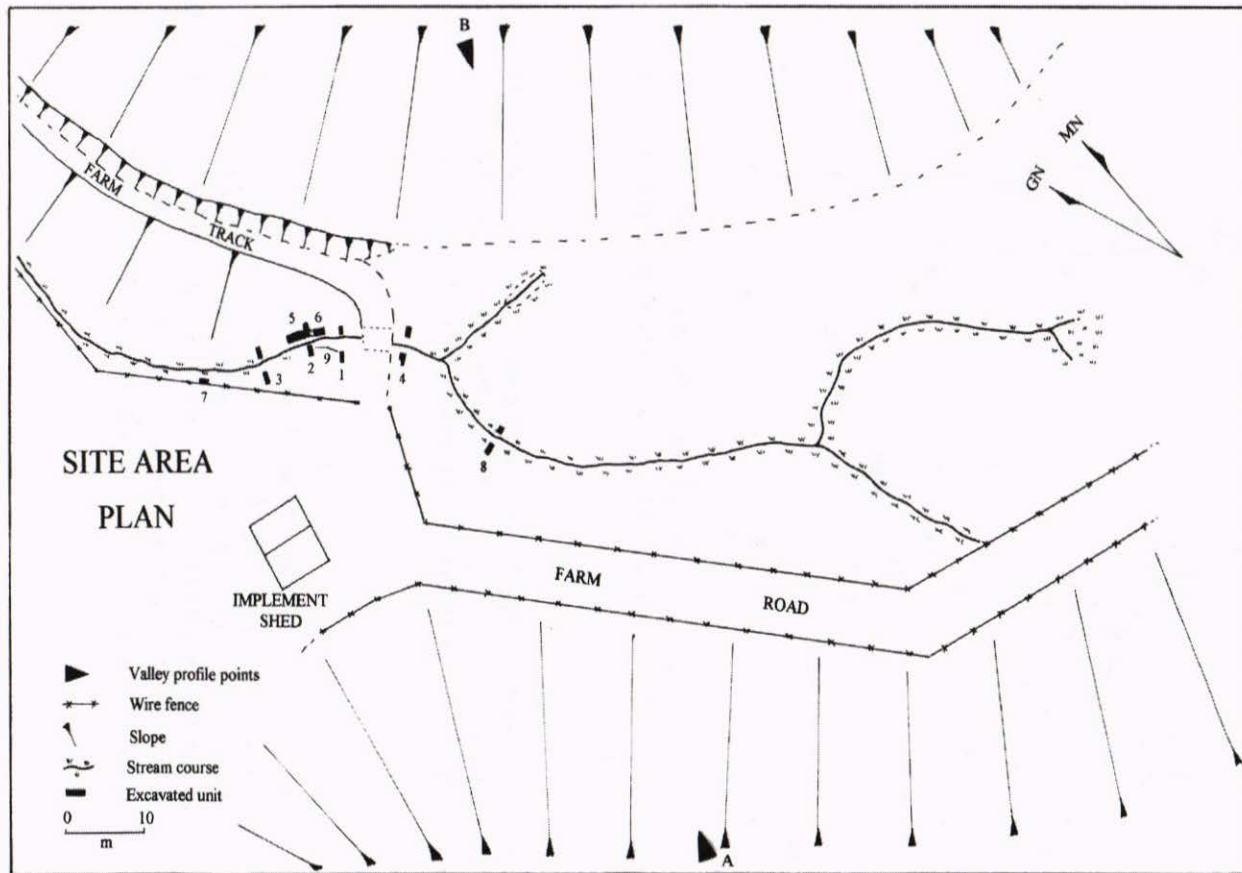 B
MN
GN
FARM
TRACK
5
6
9
2
1
4
3
7
8
SITE AREA
PLAN
IMPLEMENT
SHED
FARM
ROAD
Valley profile points
Wire fence
Slope
Stream course
Excavated unit
0 10
m
A